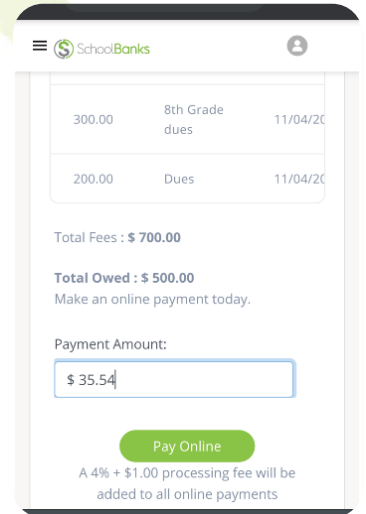 SchoolBanks
300.00 8th Grade dues 11/04/20
200.00 Dues 11/04/20
Total Fees : $ 700.00
Total Owed : $ 500.00
Make an online payment today.
Payment Amount:
$ 35.54
Pay Online
A 4% + $1.00 processing fee will be
added to all online payments